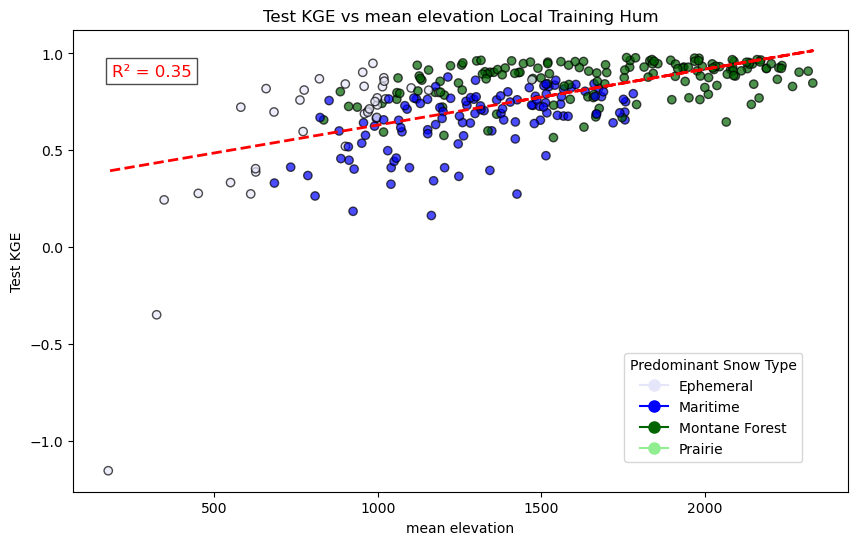 Test KGE vs mean elevation Local Training Hum
R² = 0.35
1.0
0.5
0.0
−0.5
−1.0
Test KGE
500
1000
1500
2000
mean elevation
Predominant Snow Type
Ephemeral
Maritime
Montane Forest
Prairie